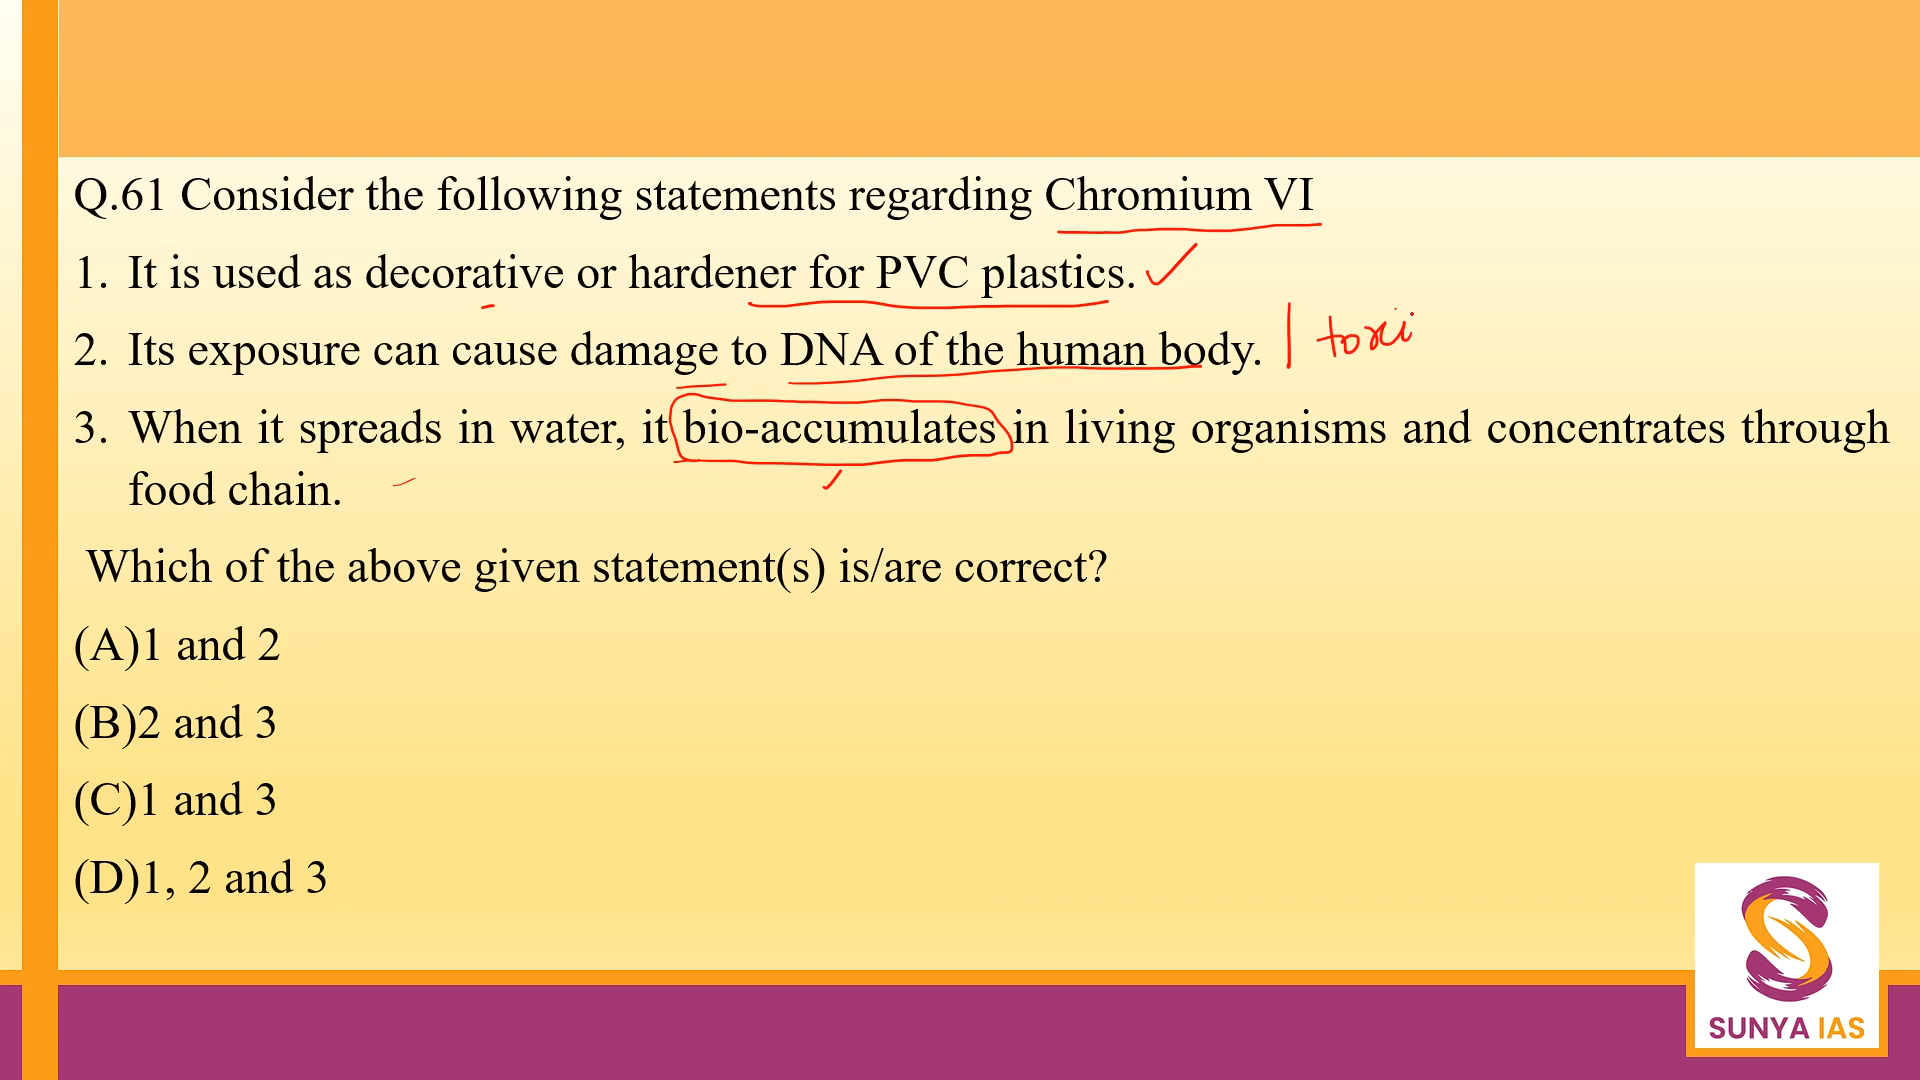 Q.61 Consider the following statements regarding Chromium VI
1. It is used as decorative or hardener for PVC plastics.
2. Its exposure can cause damage to DNA of the human body.
3. When it spreads in water, it bio-accumulates in living organisms and concentrates through
food chain.
Which of the above given statement(s) is/are correct?
(A)1 and 2
(B)2 and 3
(C)1 and 3
(D)1, 2 and 3
SUNYA IAS